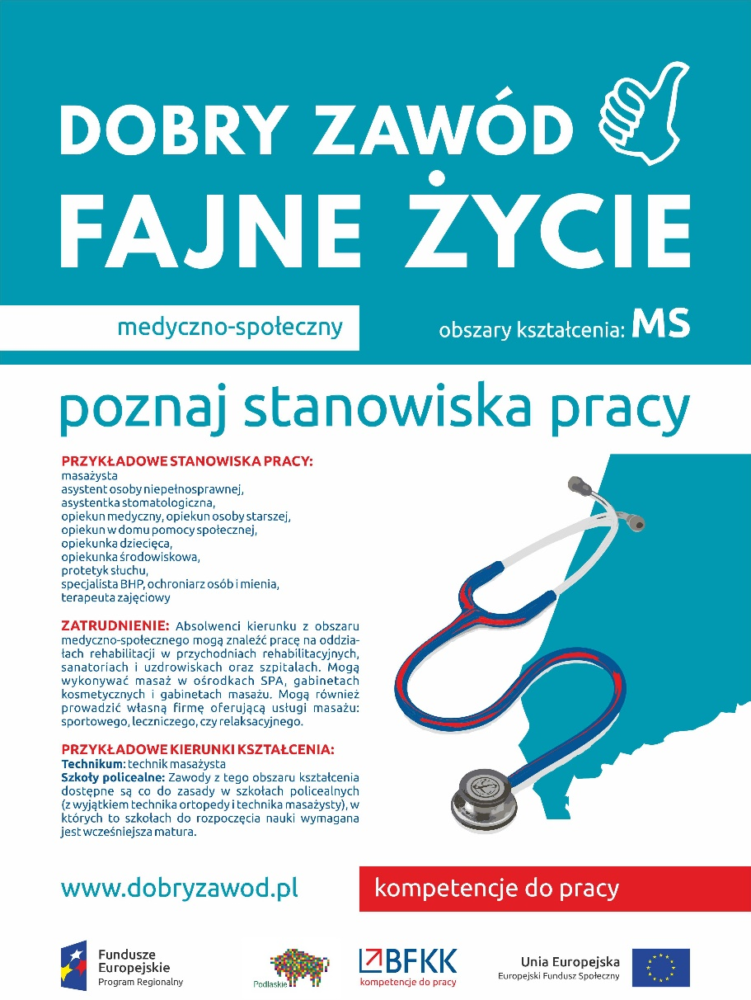 DOBRY ZAWÓD
FAJNE ŻYCIE
medyczno-społeczny
obszary kształcenia: MS
poznaj stanowiska pracy
PRZYKŁADOWE STANOWISKA PRACY:
masażysta
asystent osoby niepełnosprawnej,
asystentka stomatologiczna,
opiekun medyczny, opiekun osoby starszej,
opiekun w domu pomocy społecznej,
opiekunka dziecięca,
opiekunka środowiskowa,
protetyk słuchu,
specjalista BHP, ochroniarz osób i mienia,
terapeuta zajęciowy
ZATRUDNIENIE: Absolwenci kierunku z obszaru
medyczno-społecznego mogą znaleźć pracę na oddzia-
łach rehabilitacji w przychodniach rehabilitacyjnych,
sanatoriach i uzdrowiskach oraz szpitalach. Mogą
wykonywać masaż w ośrodkach SPA, gabinetach
kosmetycznych i gabinetach masażu. Mogą również
prowadzić własną firmę oferującą usługi masażu:
sportowego, leczniczego, czy relaksacyjnego.
PRZYKŁADOWE KIERUNKI KSZTAŁCENIA:
Technikum: technik masażysta
Szkoły policealne: Zawody z tego obszaru kształcenia
dostępne są co do zasady w szkołach policealnych
(z wyjątkiem technika ortopedy i technika masażysty), w
których to szkołach do rozpoczęcia nauki wymagana
jest wcześniejsza matura.
www.dobryzawod.pl
kompetencje do pracy
Fundusze
Europejskie
Program Regionalny
Podlaskie
BFKK
kompetencje do pracy
Unia Europejska
Europejski Fundusz Społeczny